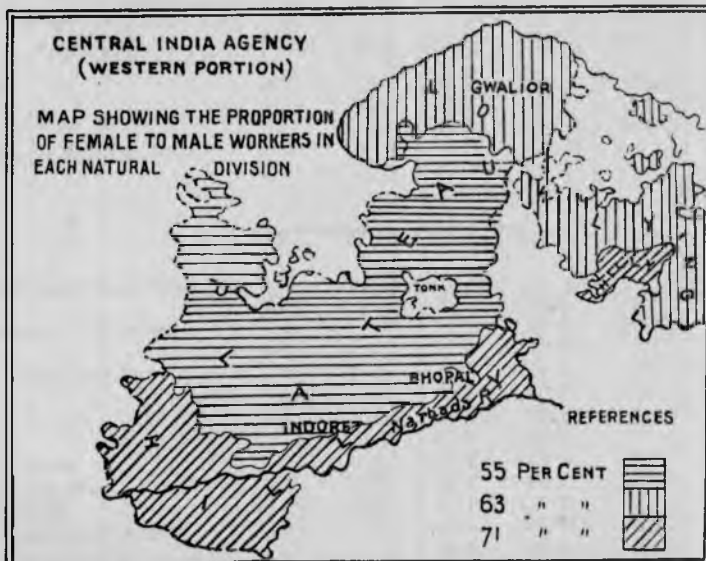 CENTRAL INDIA AGENCY
(WESTERN PORTION)
MAP SHOWING THE PROPORTION
OF FEMALE TO MALE WORKERS IN
EACH NATURAL DIVISION
GWALIOR
L O W
TONK
P L A T E A U
BHOPAL
INDORE
Narbada R
H I L L Y
REFERENCES
55 PER CENT
63 " "
71 " "